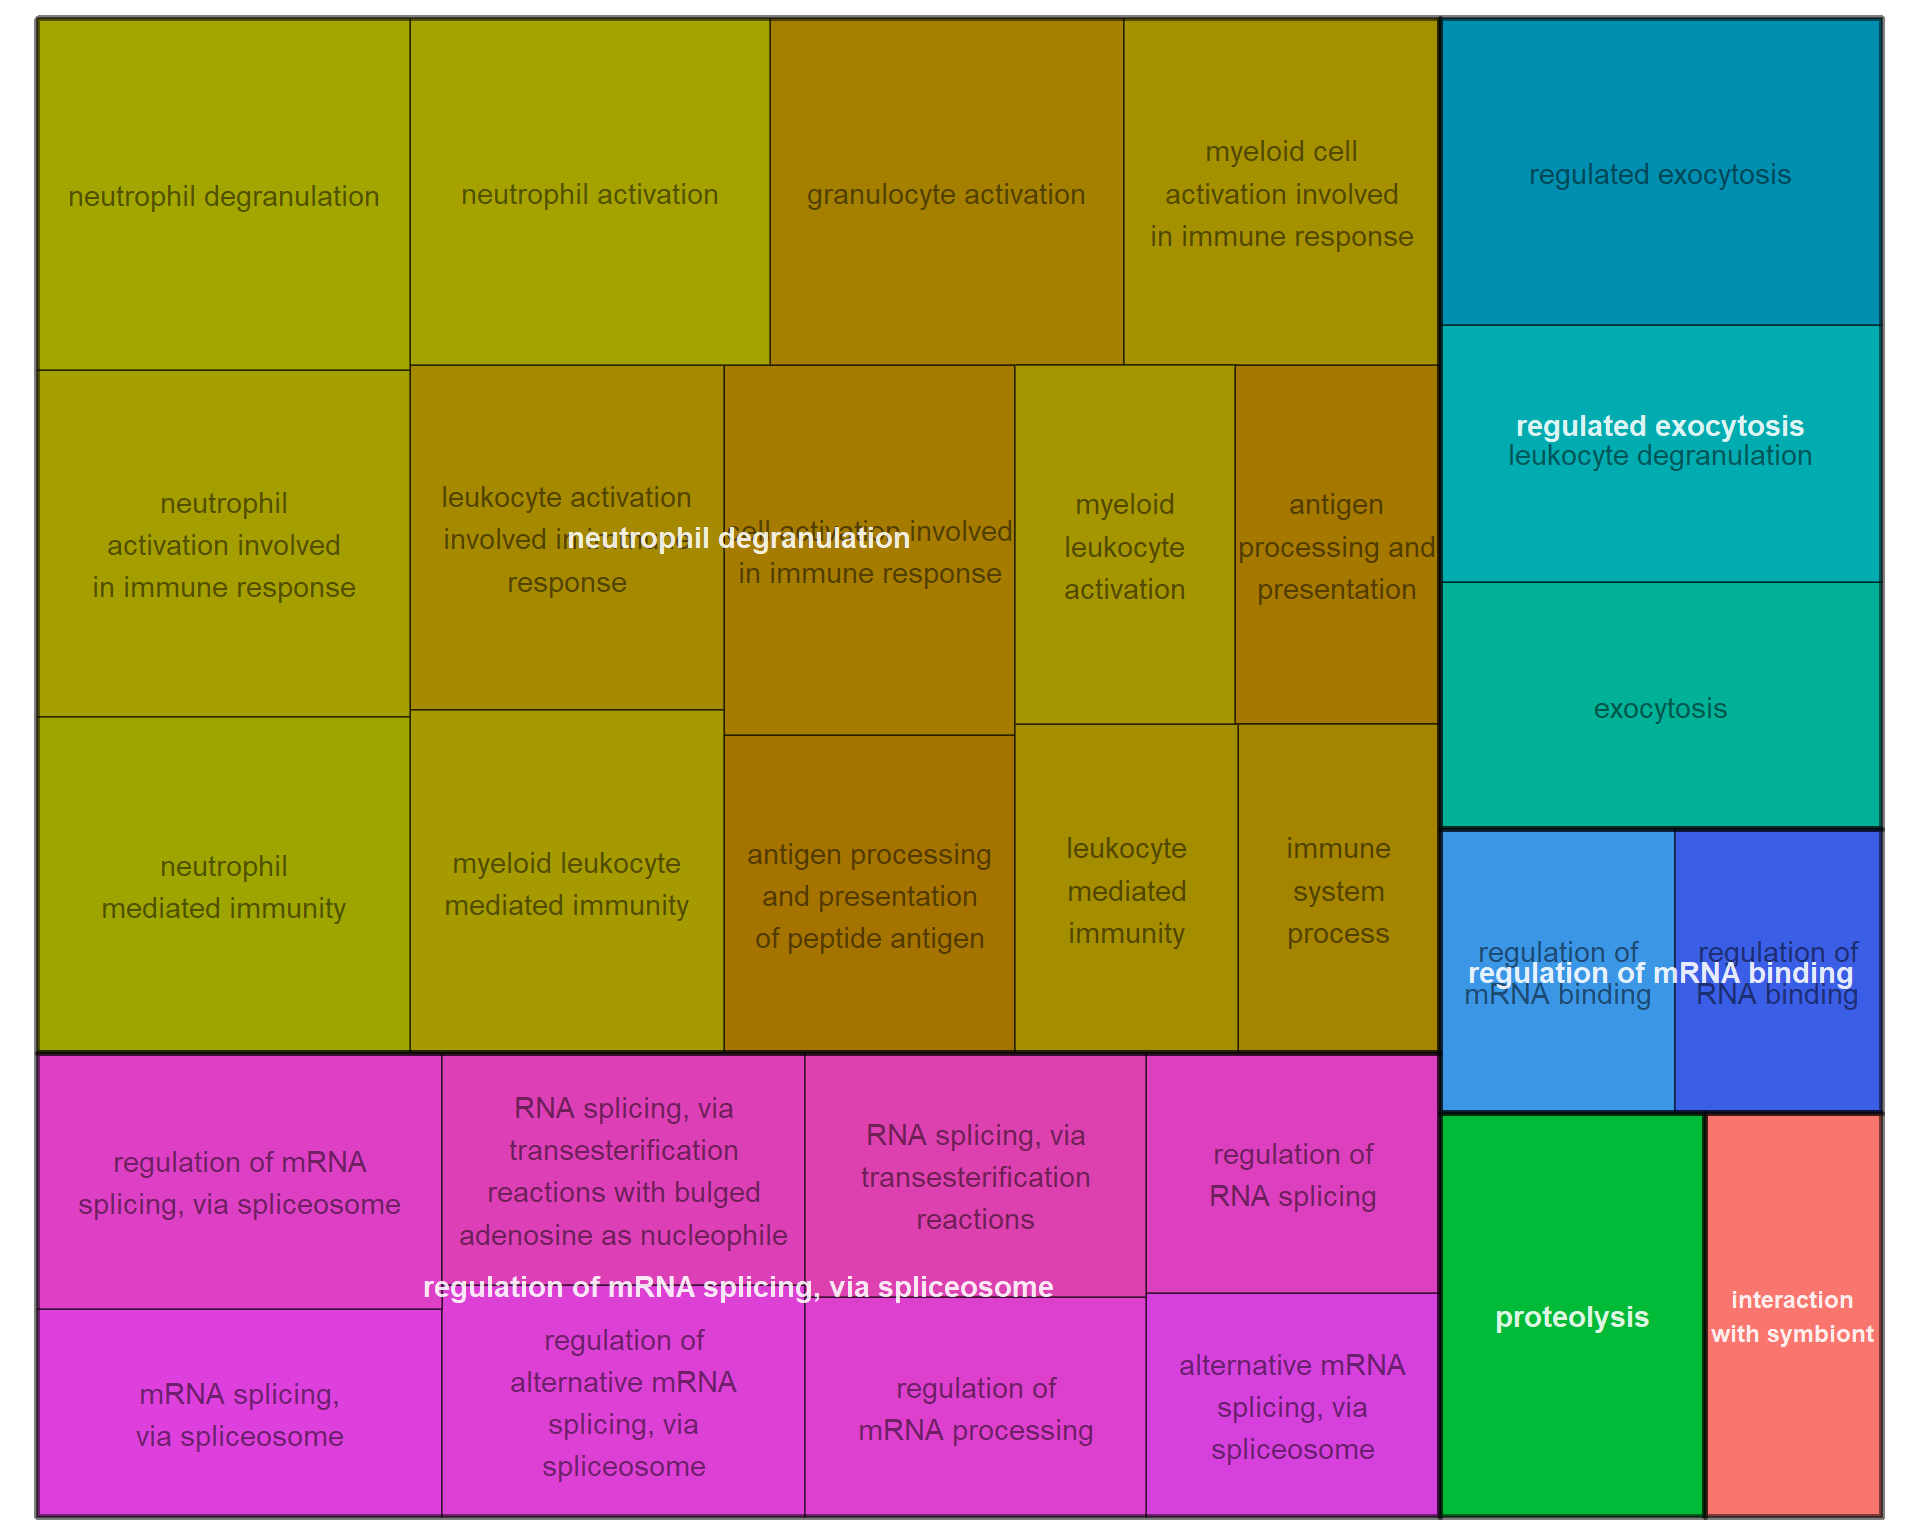 neutrophil degranulation
neutrophil activation
granulocyte activation
myeloid cell
activation involved
in immune response
regulated exocytosis
neutrophil
activation involved
in immune response
leukocyte activation
involved in immune
response
cell activation involved
in immune response
neutrophil degranulation
myeloid
leukocyte
activation
antigen
processing and
presentation
regulated exocytosis
leukocyte degranulation
exocytosis
neutrophil
mediated immunity
myeloid leukocyte
mediated immunity
antigen processing
and presentation
of peptide antigen
leukocyte
mediated
immunity
immune
system
process
regulation of
mRNA binding
regulation of
RNA binding
regulation of mRNA binding
regulation of mRNA
splicing, via spliceosome
RNA splicing, via
transesterification
reactions with bulged
adenosine as nucleophile
RNA splicing, via
transesterification
reactions
regulation of
RNA splicing
regulation of mRNA splicing, via spliceosome
mRNA splicing,
via spliceosome
regulation of
alternative mRNA
splicing, via
spliceosome
regulation of
mRNA processing
alternative mRNA
splicing, via
spliceosome
proteolysis
interaction
with symbiont